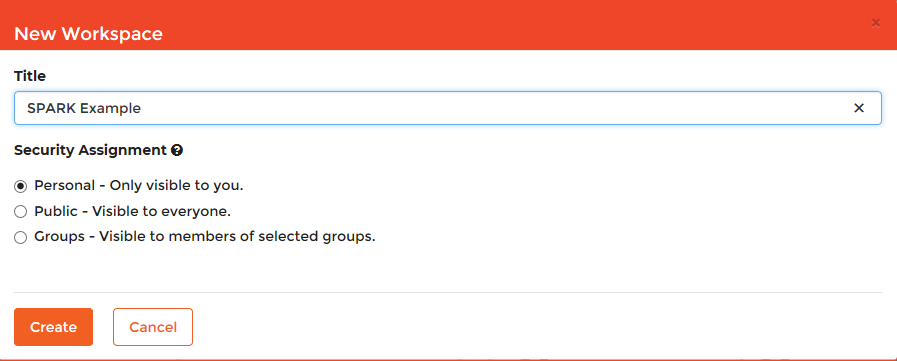 New Workspace
Title
SPARK Example
Security Assignment
Personal - Only visible to you.
Public - Visible to everyone.
Groups - Visible to members of selected groups.
Create
Cancel